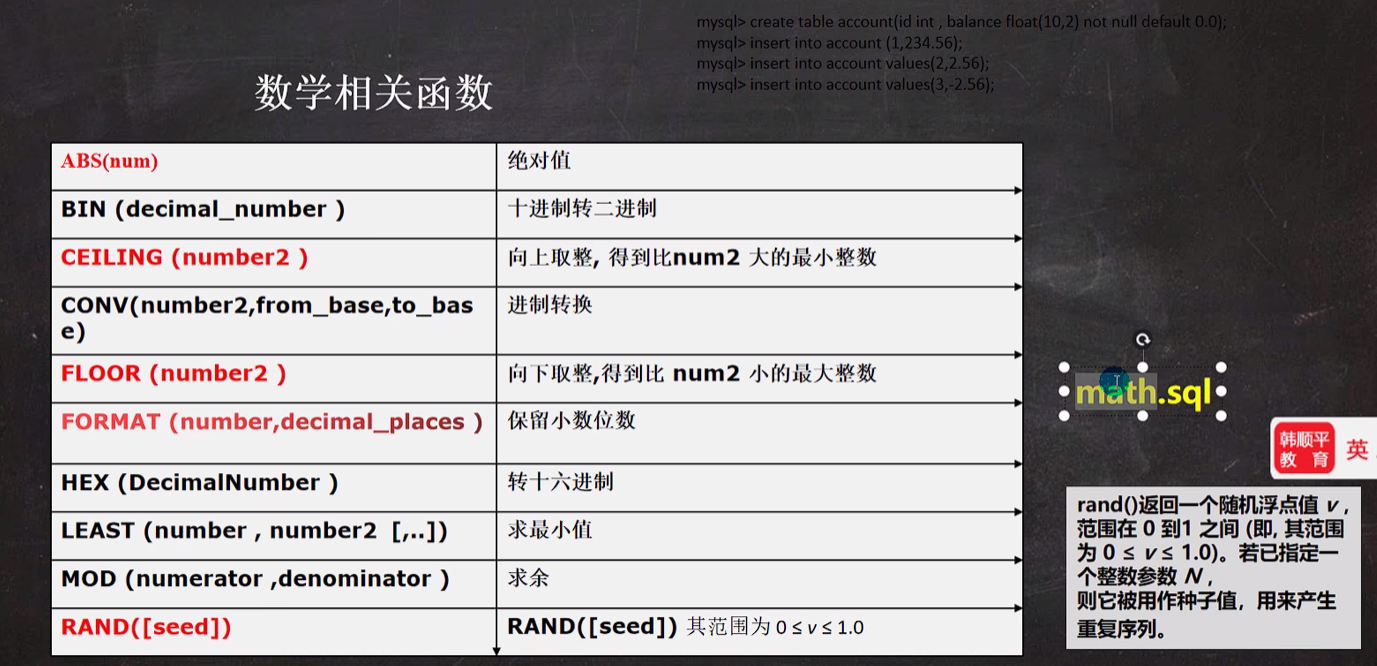 mysql> create table account(id int , balance float(10,2) not null default 0.0);
mysql> insert into account (1,234.56);
mysql> insert into account values(2,2.56);
mysql> insert into account values(3,-2.56);
数学相关函数
ABS(num) 绝对值
BIN (decimal_number ) 十进制转二进制
CEILING (number2 ) 向上取整, 得到比num2 大的最小整数
CONV(number2,from_base,to_bas 进制转换
e)
FLOOR (number2 ) 向下取整,得到比 num2 小的最大整数
FORMAT (number,decimal_places ) 保留小数位数
HEX (DecimalNumber ) 转十六进制
LEAST (number , number2 [,..]) 求最小值
MOD (numerator ,denominator ) 求余
RAND([seed]) RAND([seed]) 其范围为 0 ≤ v ≤ 1.0
math.sql
韩顺平
教 育
英
rand()返回一个随机浮点值 v ,
范围在 0 到1 之间 (即, 其范围
为 0 ≤ v ≤ 1.0)。若已指定一
个整数参数 N ,
则它被用作种子值，用来产生
重复序列。